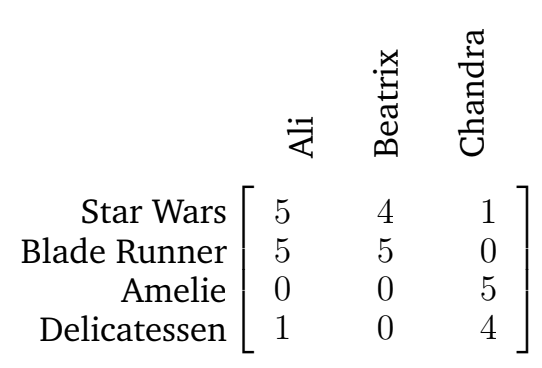 Ali Beatrix Chandra
Star Wars 5 4 1
Blade Runner 5 5 0
Amelie 0 0 5
Delicatessen 1 0 4